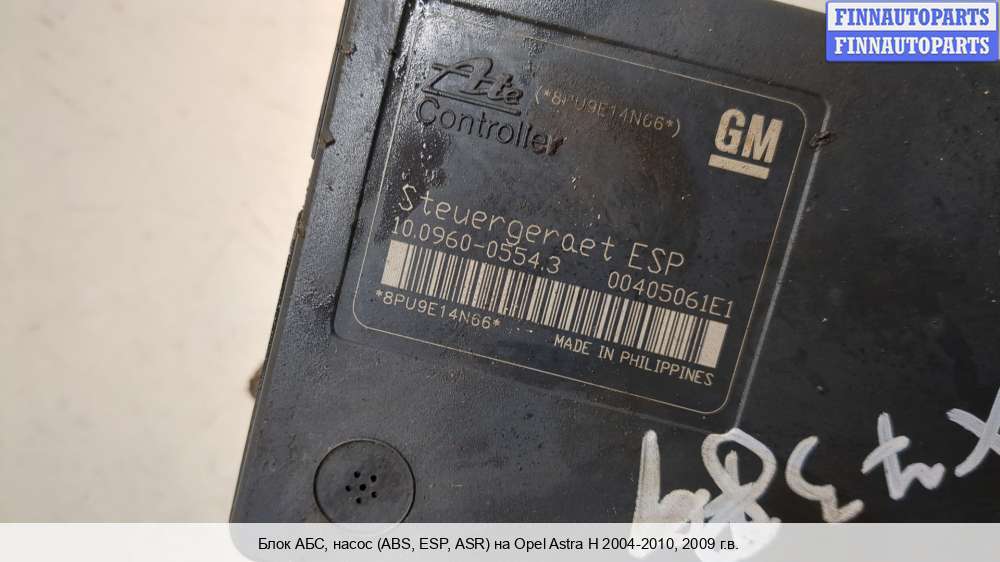 FINNAUTOPARTS
FINNAUTOPARTS
Ate
(*8PU9E14N66*)
Controller
GM
Steuergeraet ESP
10.0960-0554.3 00405061E1
*8PU9E14N66*
MADE IN PHILIPPINES
Блок АБС, насос (ABS, ESP, ASR) на Opel Astra H 2004-2010, 2009 г.в.